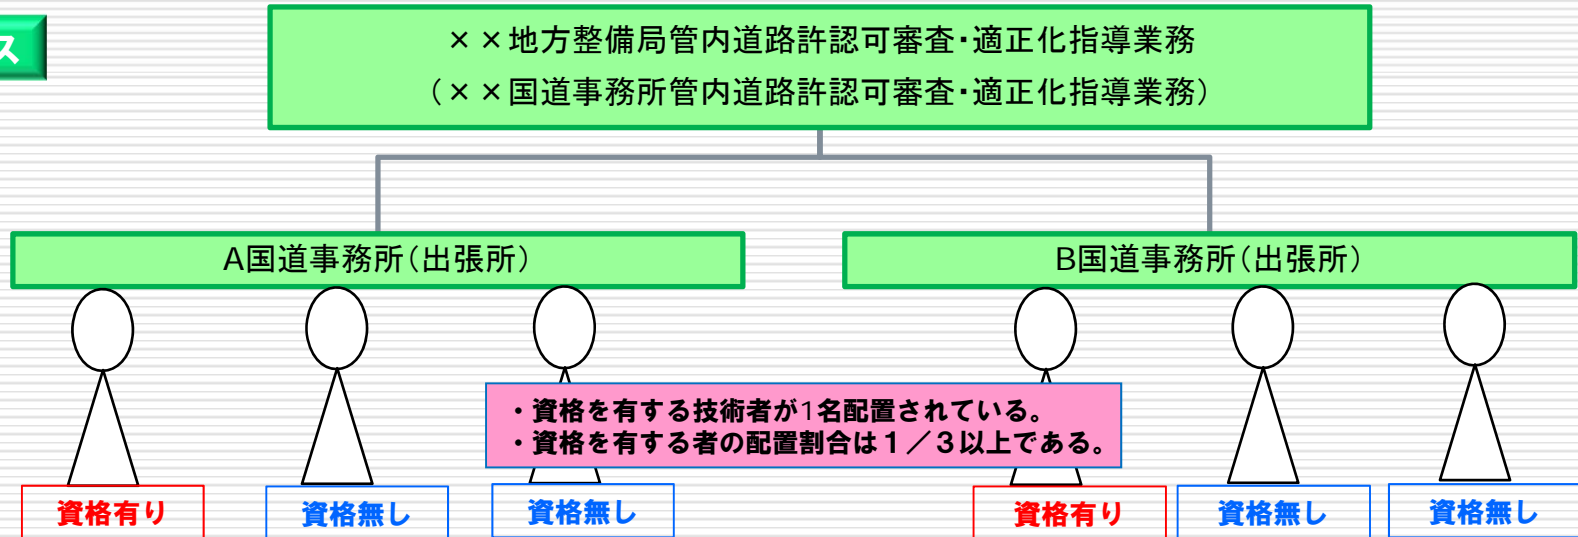 ス
××地方整備局管内道路許認可審査・適正化指導業務
（××国道事務所管内道路許認可審査・適正化指導業務）
A国道事務所（出張所）
B国道事務所（出張所）
・資格を有する技術者が1名配置されている。
・資格を有する者の配置割合は１／３以上である。
資格有り
資格無し
資格無し
資格有り
資格無し
資格無し